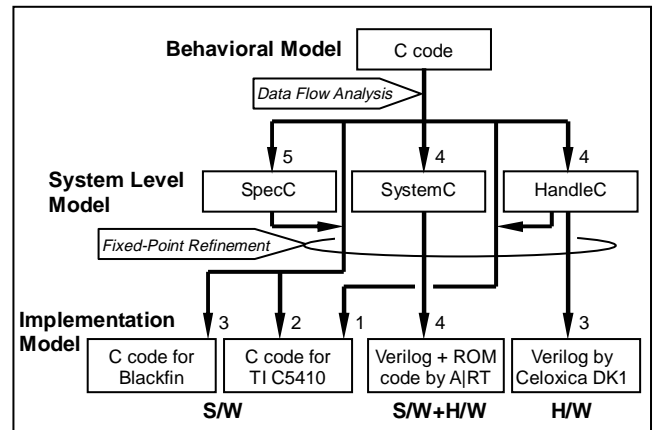 Behavioral Model
C code
Data Flow Analysis
5
4
4
System Level
Model
SpecC
SystemC
HandleC
Fixed-Point Refinement
Implementation
Model
3
2
1
4
3
C code for
Blackfin
C code for
TI C5410
Verilog + ROM
code by A|RT
Verilog by
Celoxica DK1
S/W
S/W+H/W
H/W